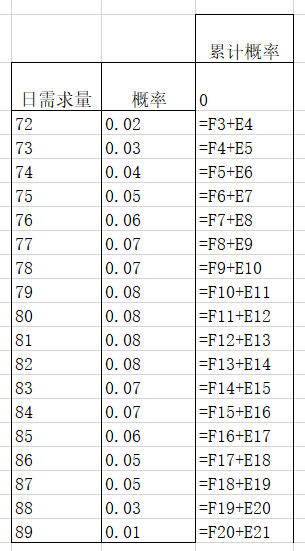 累计概率
日需求量 概率 0
72 0.02 =F3+E4
73 0.03 =F4+E5
74 0.04 =F5+E6
75 0.05 =F6+E7
76 0.06 =F7+E8
77 0.07 =F8+E9
78 0.07 =F9+E10
79 0.08 =F10+E11
80 0.08 =F11+E12
81 0.08 =F12+E13
82 0.08 =F13+E14
83 0.07 =F14+E15
84 0.07 =F15+E16
85 0.06 =F16+E17
86 0.05 =F17+E18
87 0.05 =F18+E19
88 0.03 =F19+E20
89 0.01 =F20+E21